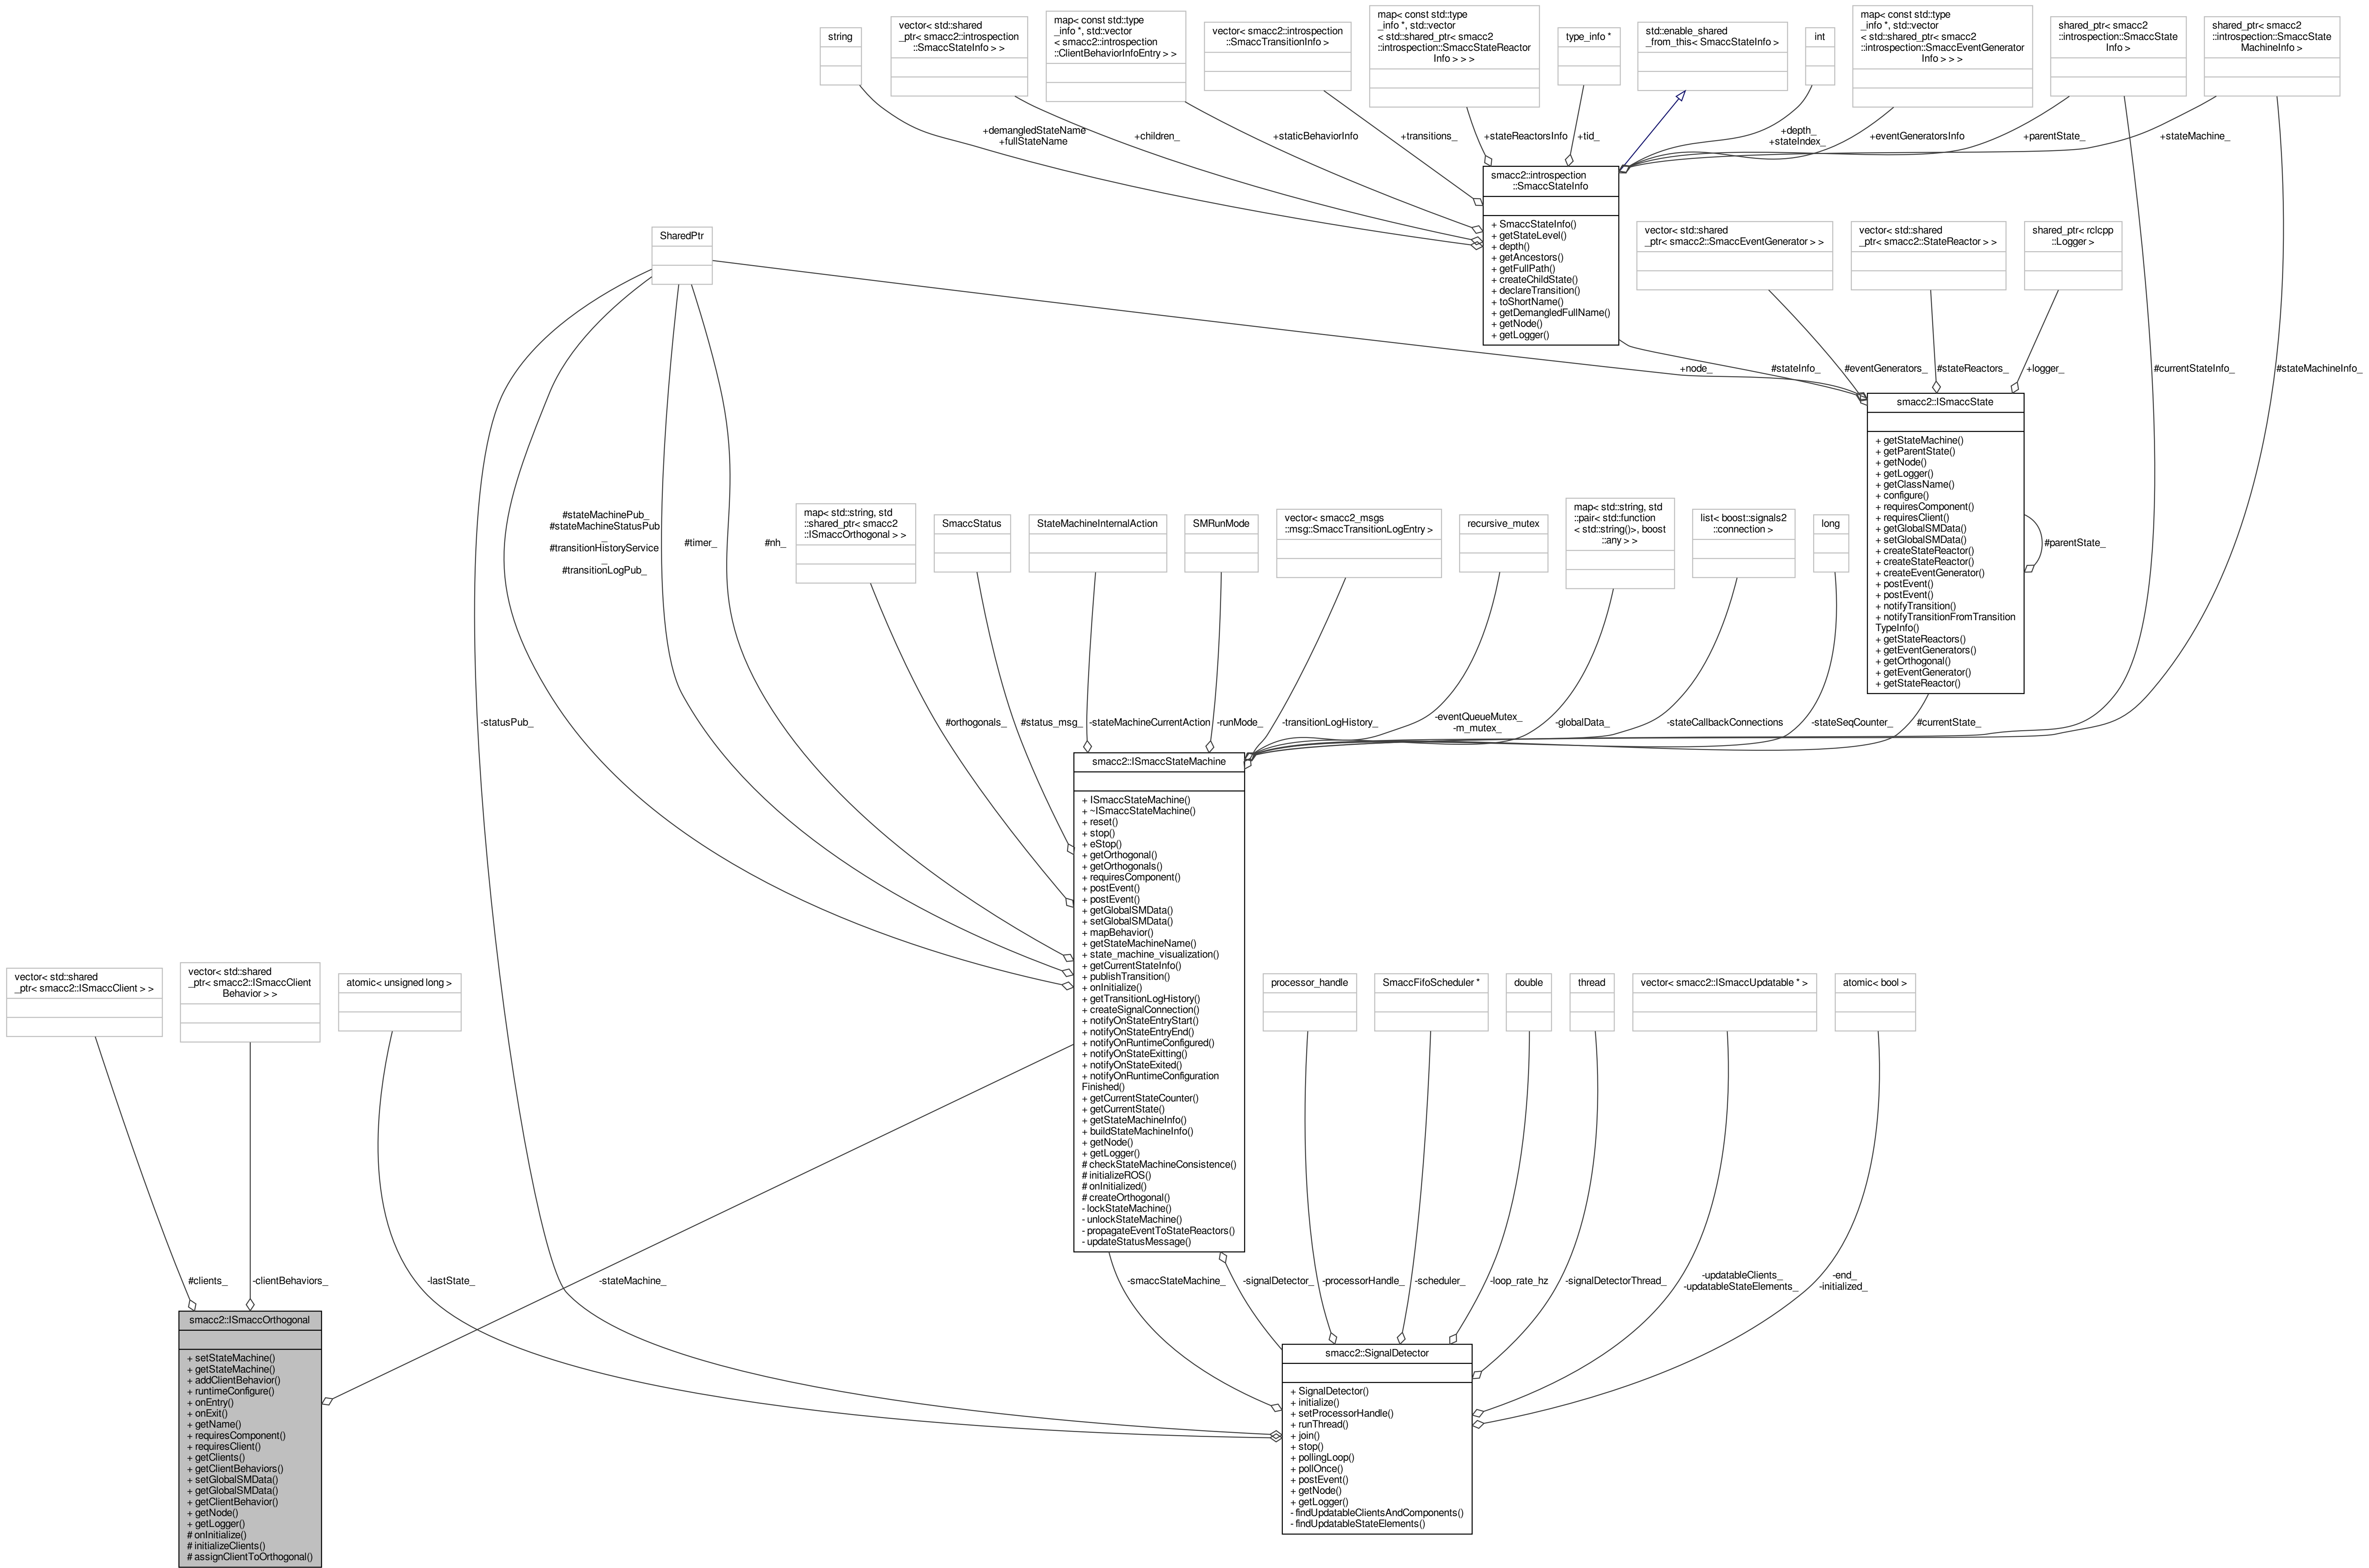 string
vector< std::shared
_ptr< smacc2::introspection
::SmaccStateInfo > >
map< const std::type
_info *, std::vector
< smacc2::introspection
::ClientBehaviorInfoEntry > >
vector< smacc2::introspection
::SmaccTransitionInfo >
map< const std::type
_info *, std::vector
< std::shared_ptr< smacc2
::introspection::SmaccStateReactor
Info > > >
type_info *
std::enable_shared
_from_this< SmaccStateInfo >
int
map< const std::type
_info *, std::vector
< std::shared_ptr< smacc2
::introspection::SmaccEventGenerator
Info > > >
shared_ptr< smacc2
::introspection::SmaccState
Info >
shared_ptr< smacc2
::introspection::SmaccState
MachineInfo >
+demangledStateName
+fullStateName
+children_
+staticBehaviorInfo
+transitions_
+stateReactorsInfo
+tid_
+depth_
+stateIndex_
+eventGeneratorsInfo
+parentState_
+stateMachine_
smacc2::introspection
::SmaccStateInfo
+ SmaccStateInfo()
+ getStateLevel()
+ depth()
+ getAncestors()
+ getFullPath()
+ createChildState()
+ declareTransition()
+ toShortName()
+ getDemangledFullName()
+ getNode()
+ getLogger()
SharedPtr
vector< std::shared
_ptr< smacc2::SmaccEventGenerator > >
vector< std::shared
_ptr< smacc2::StateReactor > >
shared_ptr< rclcpp
::Logger >
+node_
#stateInfo_
#eventGenerators_
#stateReactors_
+logger_
#currentStateInfo_
#stateMachineInfo_
smacc2::ISmaccState
+ getStateMachine()
+ getParentState()
+ getNode()
+ getLogger()
+ getClassName()
+ configure()
+ requiresComponent()
+ requiresClient()
+ getGlobalSMData()
+ setGlobalSMData()
+ createStateReactor()
+ createStateReactor()
+ createEventGenerator()
+ postEvent()
+ postEvent()
+ notifyTransition()
+ notifyTransitionFromTransition
TypeInfo()
+ getStateReactors()
+ getEventGenerators()
+ getOrthogonal()
+ getEventGenerator()
+ getStateReactor()
#parentState_
#stateMachinePub_
#stateMachineStatusPub
_
#transitionHistoryService
_
#transitionLogPub_
#timer_
#nh_
map< std::string, std
::shared_ptr< smacc2
::ISmaccOrthogonal > >
SmaccStatus
StateMachineInternalAction
SMRunMode
vector< smacc2_msgs
::msg::SmaccTransitionLogEntry >
recursive_mutex
map< std::string, std
::pair< std::function
< std::string()>, boost
::any > >
list< boost::signals2
::connection >
long
-statusPub_
#orthogonals_
#status_msg_
-stateMachineCurrentAction
-runMode_
-transitionLogHistory_
-eventQueueMutex_
-m_mutex_
-globalData_
-stateCallbackConnections
-stateSeqCounter_
#currentState_
smacc2::ISmaccStateMachine
+ ISmaccStateMachine()
+ ~ISmaccStateMachine()
+ reset()
+ stop()
+ eStop()
+ getOrthogonal()
+ getOrthogonals()
+ requiresComponent()
+ postEvent()
+ postEvent()
+ getGlobalSMData()
+ setGlobalSMData()
+ mapBehavior()
+ getStateMachineName()
+ state_machine_visualization()
+ getCurrentStateInfo()
+ publishTransition()
+ onInitialize()
+ getTransitionLogHistory()
+ createSignalConnection()
+ notifyOnStateEntryStart()
+ notifyOnStateEntryEnd()
+ notifyOnRuntimeConfigured()
+ notifyOnStateExitting()
+ notifyOnStateExited()
+ notifyOnRuntimeConfiguration
Finished()
+ getCurrentStateCounter()
+ getCurrentState()
+ getStateMachineInfo()
+ buildStateMachineInfo()
+ getNode()
+ getLogger()
# checkStateMachineConsistence()
# initializeROS()
# onInitialized()
# createOrthogonal()
- lockStateMachine()
- unlockStateMachine()
- propagateEventToStateReactors()
- updateStatusMessage()
vector< std::shared
_ptr< smacc2::ISmaccClient > >
vector< std::shared
_ptr< smacc2::ISmaccClient
Behavior > >
atomic< unsigned long >
processor_handle
SmaccFifoScheduler *
double
thread
vector< smacc2::ISmaccUpdatable * >
atomic< bool >
#clients_
-clientBehaviors_
-lastState_
-stateMachine_
-smaccStateMachine_
-signalDetector_
-processorHandle_
-scheduler_
-loop_rate_hz
-signalDetectorThread_
-updatableClients_
-updatableStateElements_
-end_
-initialized_
smacc2::ISmaccOrthogonal
+ setStateMachine()
+ getStateMachine()
+ addClientBehavior()
+ runtimeConfigure()
+ onEntry()
+ onExit()
+ getName()
+ requiresComponent()
+ requiresClient()
+ getClients()
+ getClientBehaviors()
+ setGlobalSMData()
+ getGlobalSMData()
+ getClientBehavior()
+ getNode()
+ getLogger()
# onInitialize()
# initializeClients()
# assignClientToOrthogonal()
smacc2::SignalDetector
+ SignalDetector()
+ initialize()
+ setProcessorHandle()
+ runThread()
+ join()
+ stop()
+ pollingLoop()
+ pollOnce()
+ postEvent()
+ getNode()
+ getLogger()
- findUpdatableClientsAndComponents()
- findUpdatableStateElements()